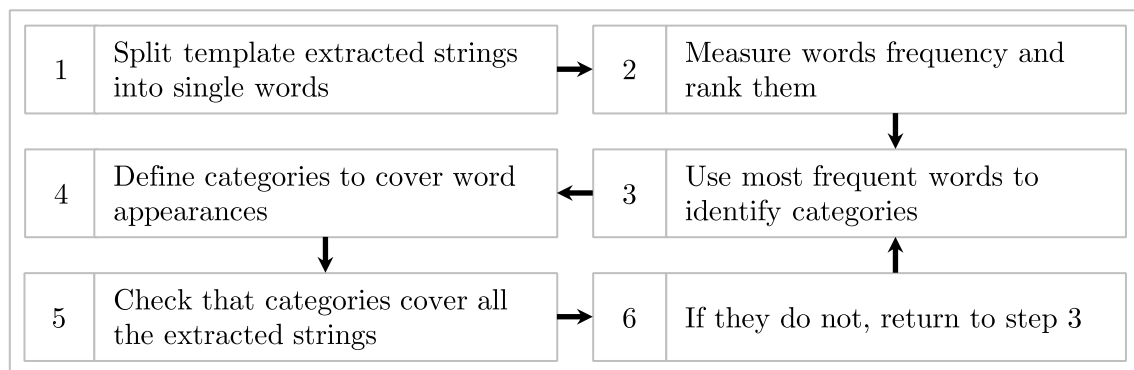 1
Split template extracted strings
into single words
2
Measure words frequency and
rank them
3
Use most frequent words to
identify categories
4
Define categories to cover word
appearances
5
Check that categories cover all
the extracted strings
6
If they do not, return to step 3